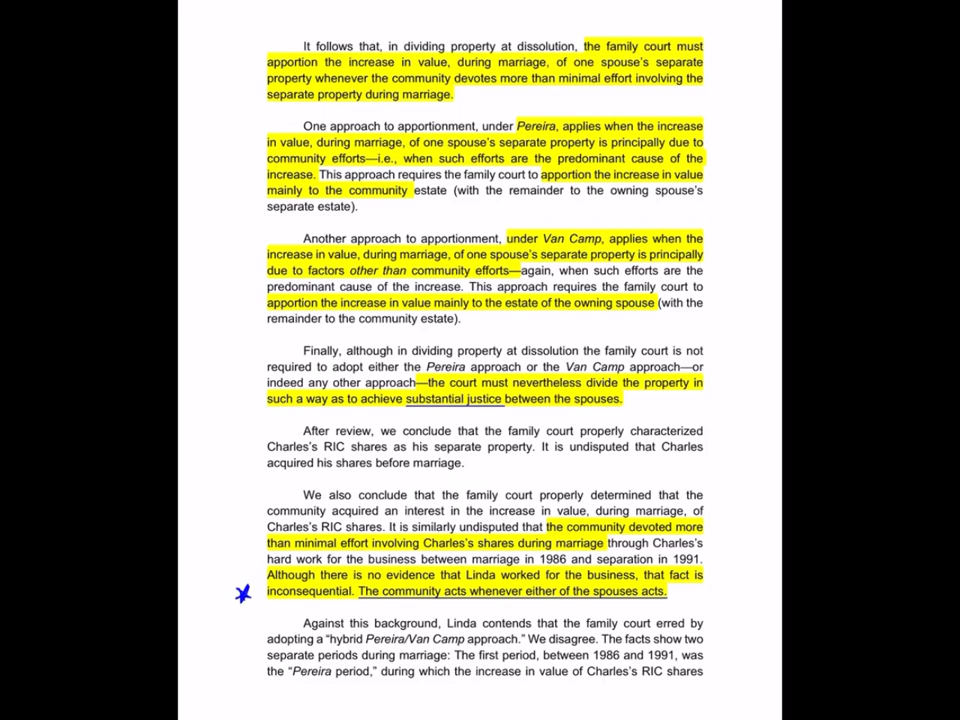 It follows that, in dividing property at dissolution, the family court must
apportion the increase in value, during marriage, of one spouse's separate
property whenever the community devotes more than minimal effort involving the
separate property during marriage.
One approach to apportionment, under Pereira, applies when the increase
in value, during marriage, of one spouse's separate property is principally due to
community efforts—i.e., when such efforts are the predominant cause of the
increase. This approach requires the family court to apportion the increase in value
mainly to the community estate (with the remainder to the owning spouse's
separate estate).
Another approach to apportionment, under Van Camp, applies when the
increase in value, during marriage, of one spouse's separate property is principally
due to factors other than community efforts—again, when such efforts are the
predominant cause of the increase. This approach requires the family court to
apportion the increase in value mainly to the estate of the owning spouse (with the
remainder to the community estate).
Finally, although in dividing property at dissolution the family court is not
required to adopt either the Pereira approach or the Van Camp approach—or
indeed any other approach—the court must nevertheless divide the property in
such a way as to achieve substantial justice between the spouses.
After review, we conclude that the family court properly characterized
Charles's RIC shares as his separate property. It is undisputed that Charles
acquired his shares before marriage.
We also conclude that the family court properly determined that the
community acquired an interest in the increase in value, during marriage, of
Charles's RIC shares. It is similarly undisputed that the community devoted more
than minimal effort involving Charles's shares during marriage through Charles's
hard work for the business between marriage in 1986 and separation in 1991.
Although there is no evidence that Linda worked for the business, that fact is
inconsequential. The community acts whenever either of the spouses acts.
Against this background, Linda contends that the family court erred by
adopting a “hybrid Pereira/Van Camp approach.” We disagree. The facts show two
separate periods during marriage: The first period, between 1986 and 1991, was
the “Pereira period,” during which the increase in value of Charles's RIC shares